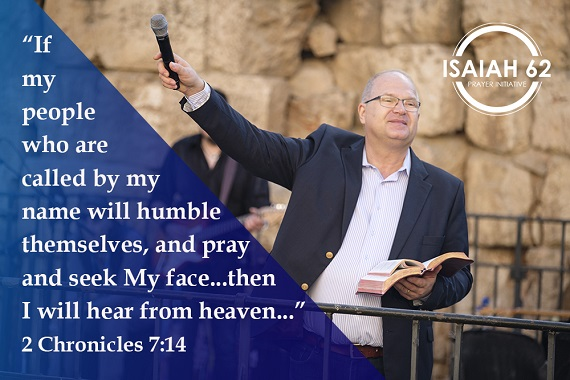 “If
my
people
who are
called by my
name will humble
themselves, and pray
and seek My face...then
I will hear from heaven...”
2 Chronicles 7:14
ISAIAH 62
PRAYER INITIATIVE